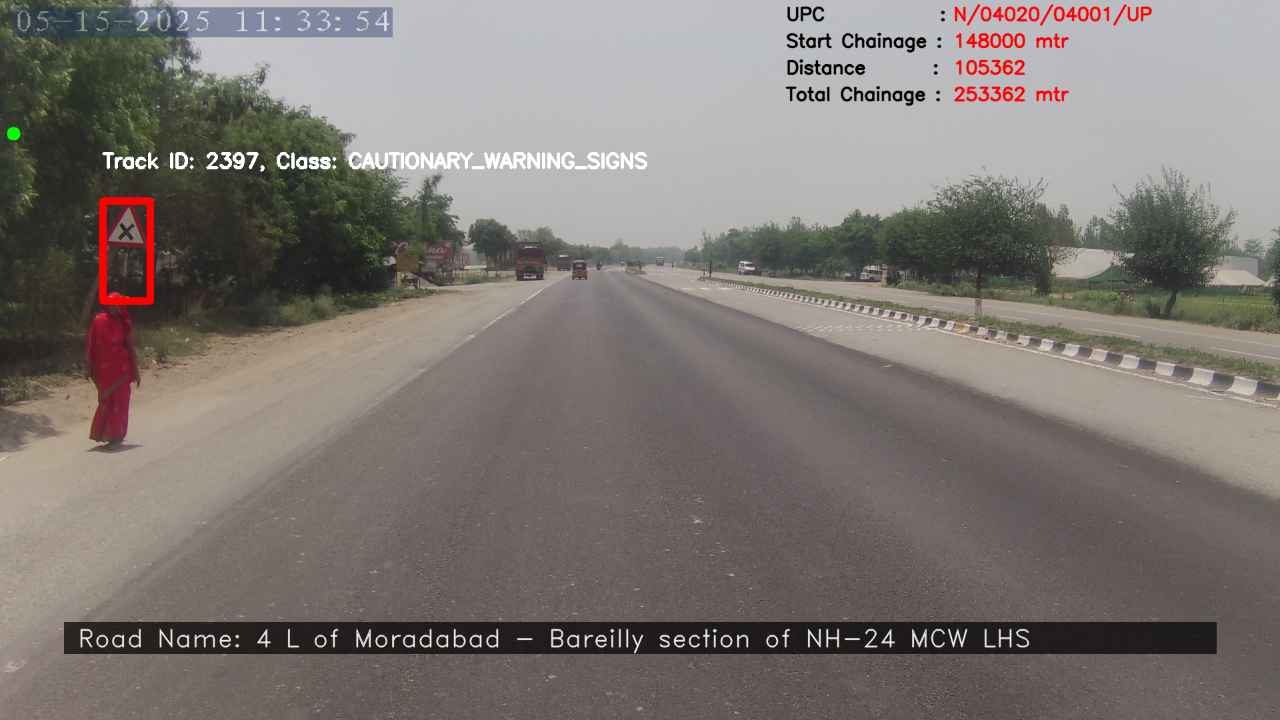 05-15-2025 11:33:54
UPC : N/04020/04001/UP
Start Chainage : 148000 mtr
Distance : 105362
Total Chainage : 253362 mtr
Track ID: 2397, Class: CAUTIONARY_WARNING_SIGNS
Road Name: 4 L of Moradabad - Bareilly section of NH-24 MCW LHS